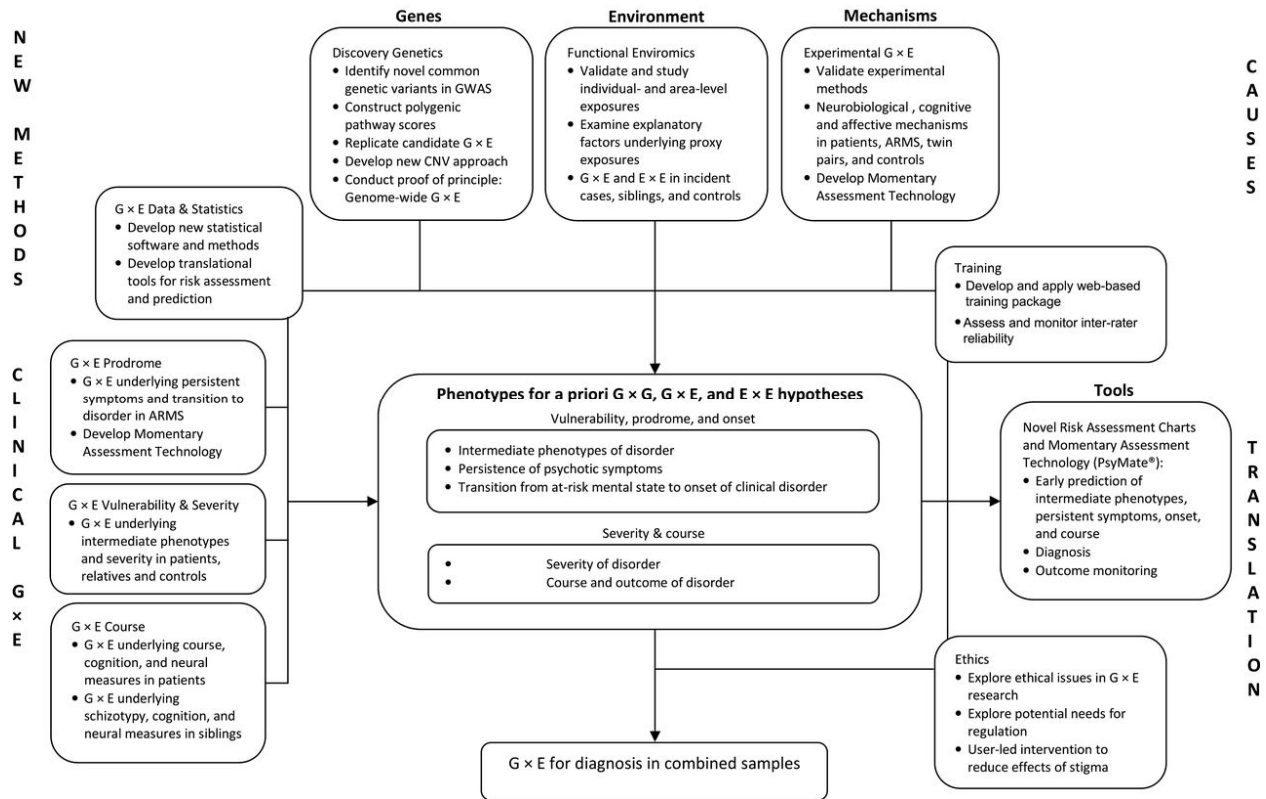 Genes
Environment
Mechanisms
NEW METHODS
CAUSES
Discovery Genetics
• Identify novel common
genetic variants in GWAS
• Construct polygenic
pathway scores
• Replicate candidate G × E
• Develop new CNV approach
• Conduct proof of principle:
Genome-wide G × E
Functional Enviromics
• Validate and study
individual- and area-level
exposures
• Examine explanatory
factors underlying proxy
exposures
• G × E and E × E in incident
cases, siblings, and controls
Experimental G × E
• Validate experimental
methods
• Neurobiological , cognitive
and affective mechanisms
in patients, ARMS, twin
pairs, and controls
• Develop Momentary
Assessment Technology
G × E Data & Statistics
• Develop new statistical
software and methods
• Develop translational
tools for risk assessment
and prediction
Training
• Develop and apply web-based
training package
• Assess and monitor inter-rater
reliability
CLINICAL G×E
G × E Prodrome
• G × E underlying persistent
symptoms and transition to
disorder in ARMS
• Develop Momentary
Assessment Technology
G × E Vulnerability & Severity
• G × E underlying
intermediate phenotypes
and severity in patients,
relatives and controls
G × E Course
• G × E underlying course,
cognition, and neural
measures in patients
• G × E underlying
schizotypy, cognition, and
neural measures in siblings
Phenotypes for a priori G × G, G × E, and E × E hypotheses
Vulnerability, prodrome, and onset
• Intermediate phenotypes of disorder
• Persistence of psychotic symptoms
• Transition from at-risk mental state to onset of clinical disorder
Severity & course
• Severity of disorder
• Course and outcome of disorder
Tools
TRANSLATION
Novel Risk Assessment Charts
and Momentary Assessment
Technology (PsyMate®):
• Early prediction of
intermediate phenotypes,
persistent symptoms, onset,
and course
• Diagnosis
• Outcome monitoring
Ethics
• Explore ethical issues in G × E
research
• Explore potential needs for
regulation
• User-led intervention to
reduce effects of stigma
G × E for diagnosis in combined samples